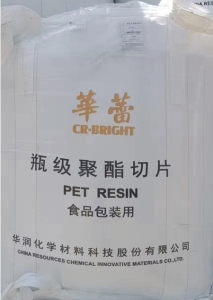 華蕾
CR-BRIGHT
瓶级聚酯切片
PET RESIN
食品包装用
华润化学材料科技股份有限公司
CHINA RESOURCES CHEMICAL INNOVATIVE MATERIALS CO.,LTD.